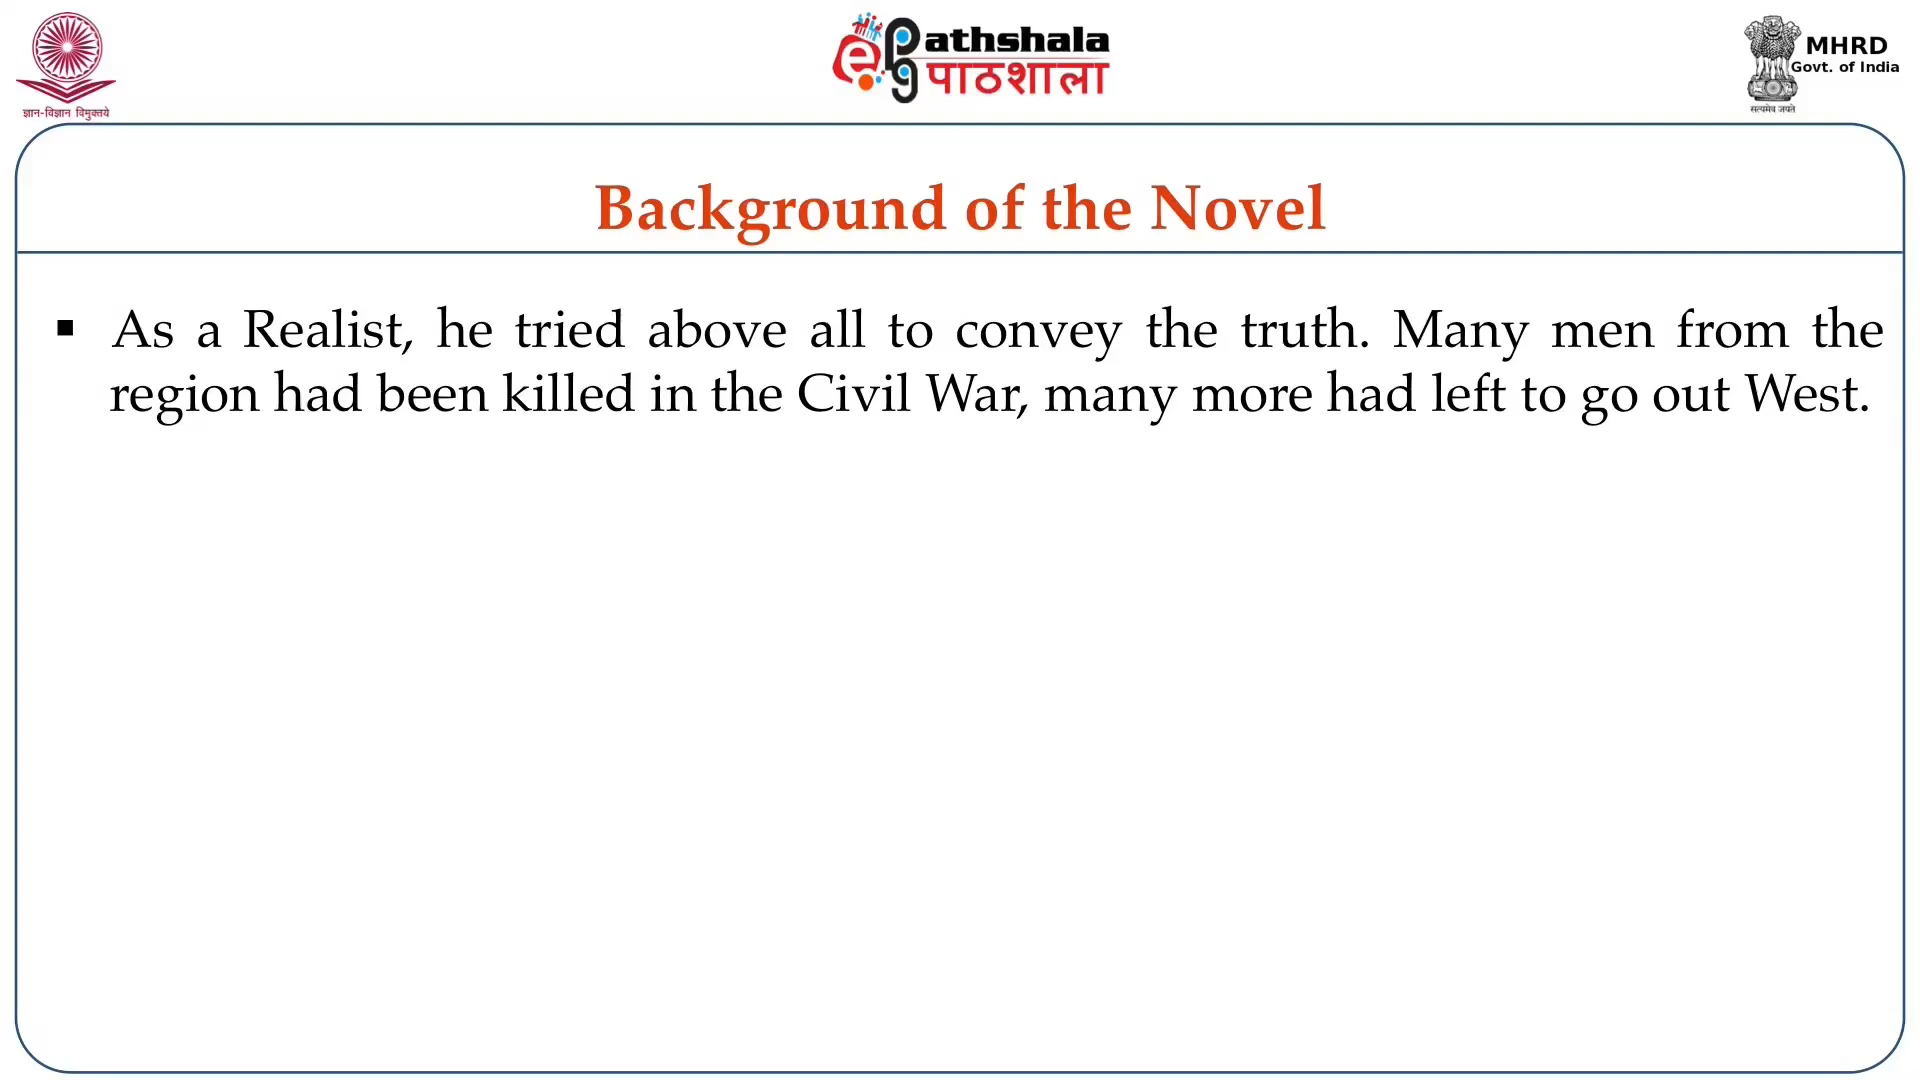 ज्ञान-विज्ञान विमुक्तये
ePG Pathshala
पाठशाला
MHRD
Govt. of India
सत्यमेव जयते
Background of the Novel
▪ As a Realist, he tried above all to convey the truth. Many men from the
region had been killed in the Civil War, many more had left to go out West.